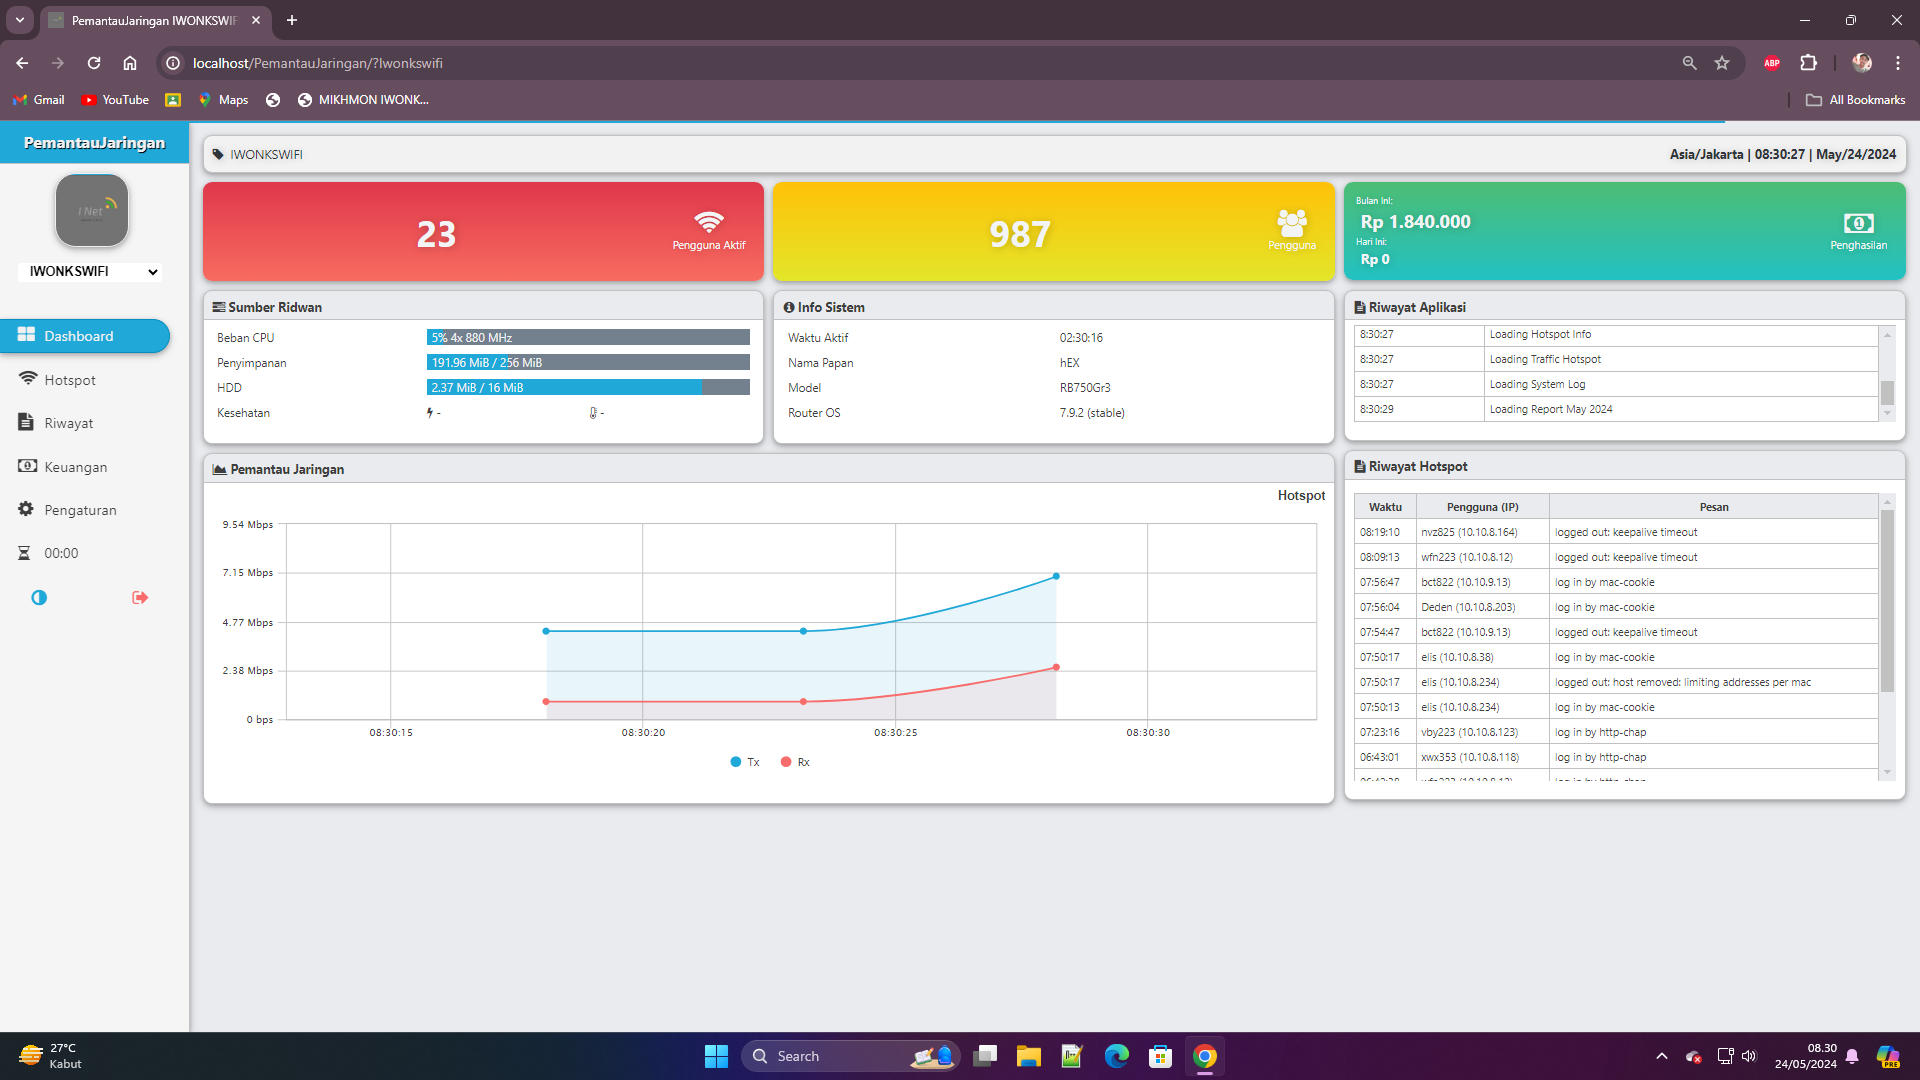 PemantauJaringan IWONKSWIF
localhost/PemantauJaringan/?Iwonkswifi
ABP
Gmail
YouTube
Maps
MIKHMON IWONK...
All Bookmarks
PemantauJaringan
I Net
IWONKSWIFI
Dashboard
Hotspot
Riwayat
Keuangan
Pengaturan
00:00
IWONKSWIFI
Asia/Jakarta | 08:30:27 | May/24/2024
23
Pengguna Aktif
987
Pengguna
Bulan Ini:
Rp 1.840.000
Hari Ini:
Rp 0
Penghasilan
Sumber Ridwan
Beban CPU 5% 4x 880 MHz
Penyimpanan 191.96 MiB / 256 MiB
HDD 2.37 MiB / 16 MiB
Kesehatan - -
Info Sistem
Waktu Aktif 02:30:16
Nama Papan hEX
Model RB750Gr3
Router OS 7.9.2 (stable)
Riwayat Aplikasi
8:30:27 Loading Hotspot Info
8:30:27 Loading Traffic Hotspot
8:30:27 Loading System Log
8:30:29 Loading Report May 2024
Pemantau Jaringan
Hotspot
9.54 Mbps
7.15 Mbps
4.77 Mbps
2.38 Mbps
0 bps
08:30:15 08:30:20 08:30:25 08:30:30
Tx Rx
Riwayat Hotspot
Waktu Pengguna (IP) Pesan
08:19:10 nvz825 (10.10.8.164) logged out: keepalive timeout
08:09:13 wfn223 (10.10.8.12) logged out: keepalive timeout
07:56:47 bct822 (10.10.9.13) log in by mac-cookie
07:56:04 Deden (10.10.8.203) log in by mac-cookie
07:54:47 bct822 (10.10.9.13) logged out: keepalive timeout
07:50:17 elis (10.10.8.38) log in by mac-cookie
07:50:17 elis (10.10.8.234) logged out: host removed: limiting addresses per mac
07:50:13 elis (10.10.8.234) log in by mac-cookie
07:23:16 vby223 (10.10.8.123) log in by http-chap
06:43:01 xwx353 (10.10.8.118) log in by http-chap
27°C
Kabut
Search
08.30
24/05/2024
PRE